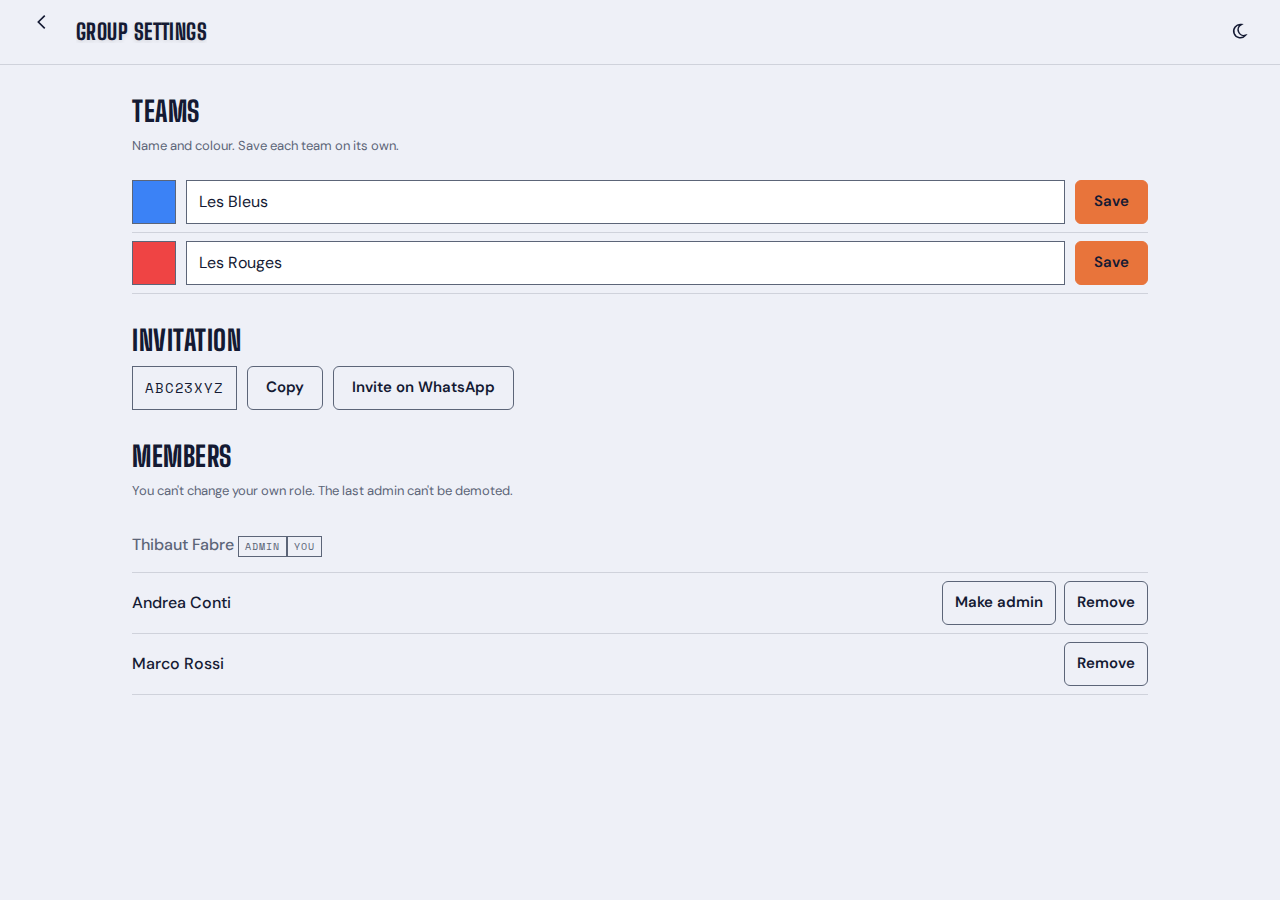 GROUP SETTINGS
TEAMS
Name and colour. Save each team on its own.
Les Bleus Save
Les Rouges Save
INVITATION
ABC23XYZ Copy Invite on WhatsApp
MEMBERS
You can't change your own role. The last admin can't be demoted.
Thibaut Fabre ADMIN YOU
Andrea Conti Make admin Remove
Marco Rossi Remove